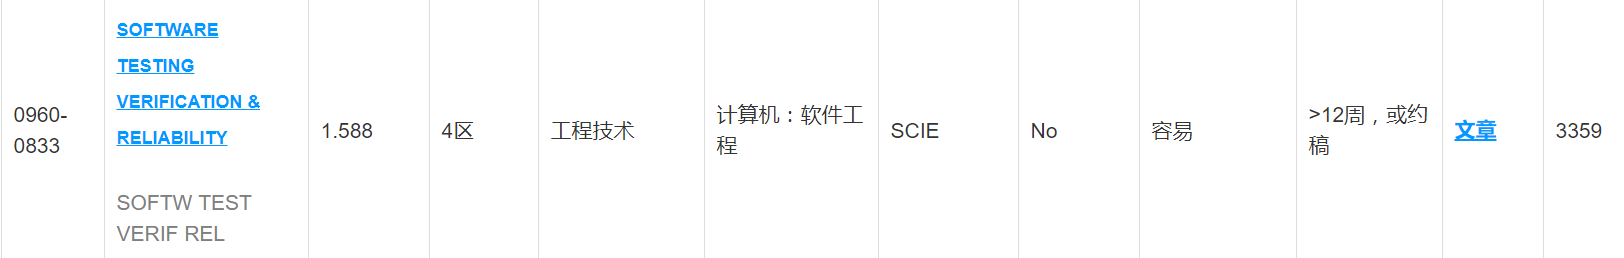 0960-
0833
SOFTWARE
TESTING
VERIFICATION &
RELIABILITY
SOFTW TEST
VERIF REL
1.588
4区
工程技术
计算机：软件工
程
SCIE
No
容易
>12周，或约
稿
文章
3359